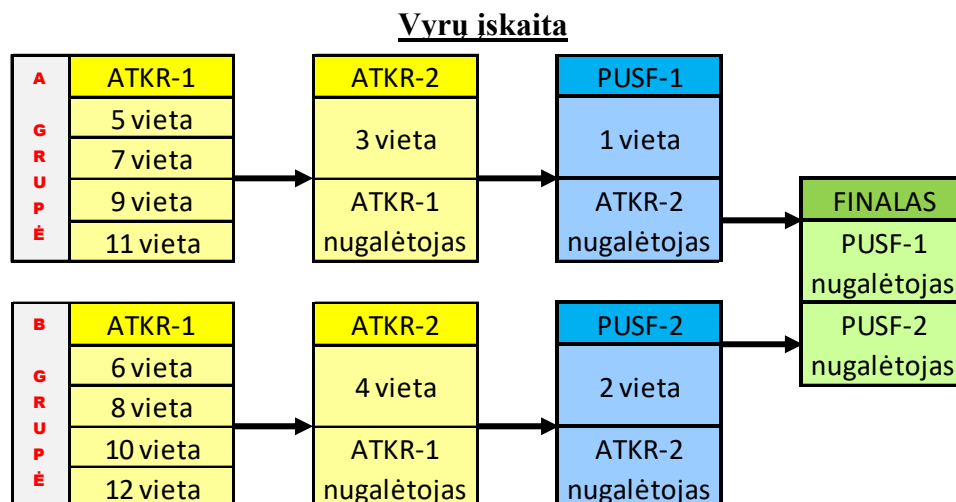 Vyrų įskaita
A GRUPĖ
ATKR-1
5 vieta
7 vieta
9 vieta
11 vieta
ATKR-2
3 vieta
ATKR-1
nugalėtojas
PUSF-1
1 vieta
ATKR-2
nugalėtojas
FINALAS
PUSF-1
nugalėtojas
PUSF-2
nugalėtojas
B GRUPĖ
ATKR-1
6 vieta
8 vieta
10 vieta
12 vieta
ATKR-2
4 vieta
ATKR-1
nugalėtojas
PUSF-2
2 vieta
ATKR-2
nugalėtojas